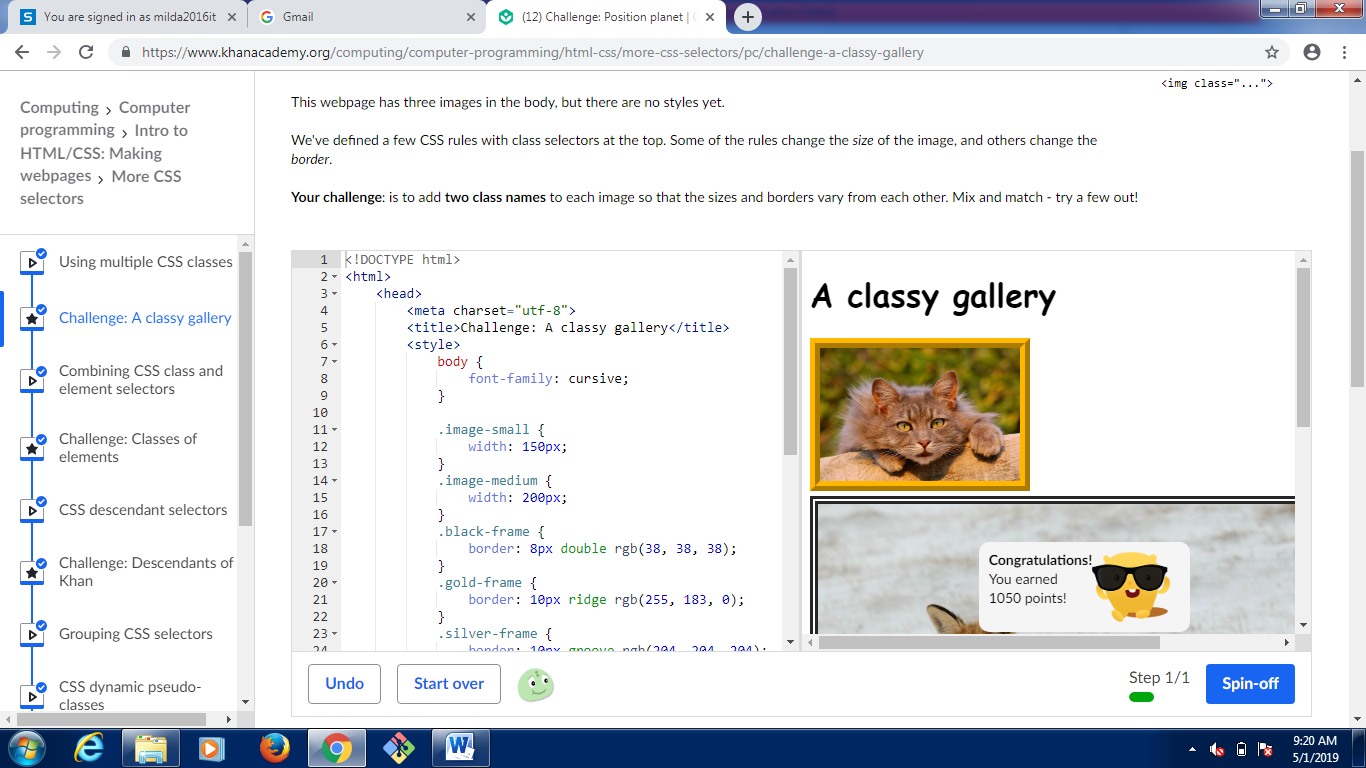 You are signed in as milda2016it
Gmail
(12) Challenge: Position planet |
https://www.khanacademy.org/computing/computer-programming/html-css/more-css-selectors/pc/challenge-a-classy-gallery
Computing > Computer
programming > Intro to
HTML/CSS: Making
webpages > More CSS
selectors
Using multiple CSS classes
Challenge: A classy gallery
Combining CSS class and
element selectors
Challenge: Classes of
elements
CSS descendant selectors
Challenge: Descendants of
Khan
Grouping CSS selectors
CSS dynamic pseudo-
classes
<img class="...">
This webpage has three images in the body, but there are no styles yet.
We've defined a few CSS rules with class selectors at the top. Some of the rules change the size of the image, and others change the
border.
Your challenge: is to add two class names to each image so that the sizes and borders vary from each other. Mix and match - try a few out!
1 <!DOCTYPE html>
2 <html>
3 <head>
4 <meta charset="utf-8">
5 <title>Challenge: A classy gallery</title>
6 <style>
7 body {
8 font-family: cursive;
9 }
10
11 .image-small {
12 width: 150px;
13 }
14 .image-medium {
15 width: 200px;
16 }
17 .black-frame {
18 border: 8px double rgb(38, 38, 38);
19 }
20 .gold-frame {
21 border: 10px ridge rgb(255, 183, 0);
22 }
23 .silver-frame {
24 border: 10px groove rgb(204, 204, 204);
A classy gallery
Congratulations!
You earned
1050 points!
Undo
Start over
Step 1/1
Spin-off
9:20 AM
5/1/2019